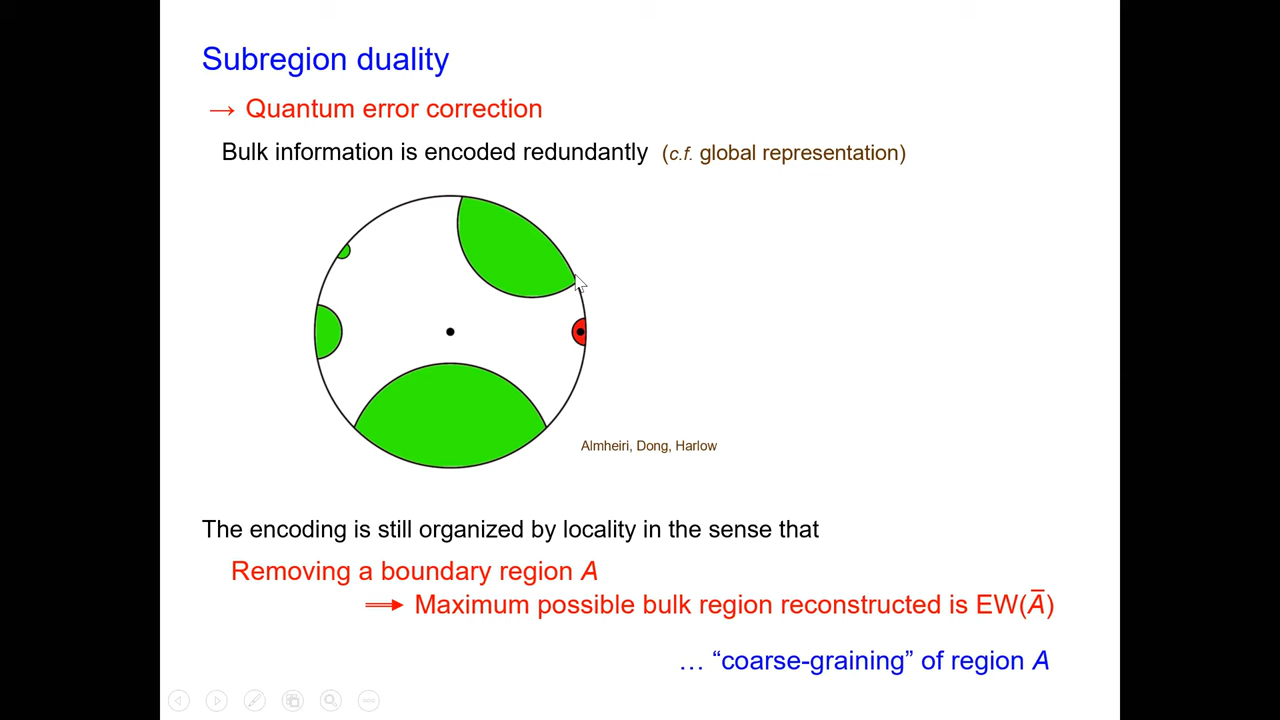 Subregion duality
→ Quantum error correction
Bulk information is encoded redundantly (c.f. global representation)
Almheiri, Dong, Harlow
The encoding is still organized by locality in the sense that
Removing a boundary region A
⟹ Maximum possible bulk region reconstructed is EW(A̅)
… “coarse-graining” of region A